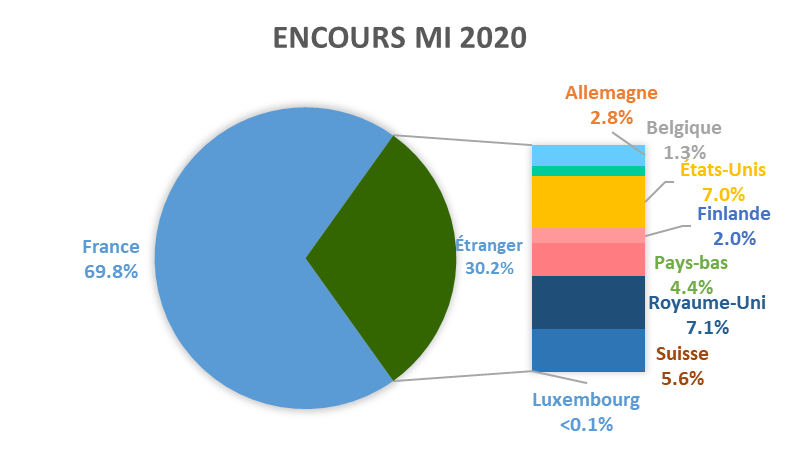 ENCOURS MI 2020
France
69.8%
Étranger
30.2%
Allemagne
2.8%
Belgique
1.3%
États-Unis
7.0%
Finlande
2.0%
Pays-bas
4.4%
Royaume-Uni
7.1%
Suisse
5.6%
Luxembourg
<0.1%